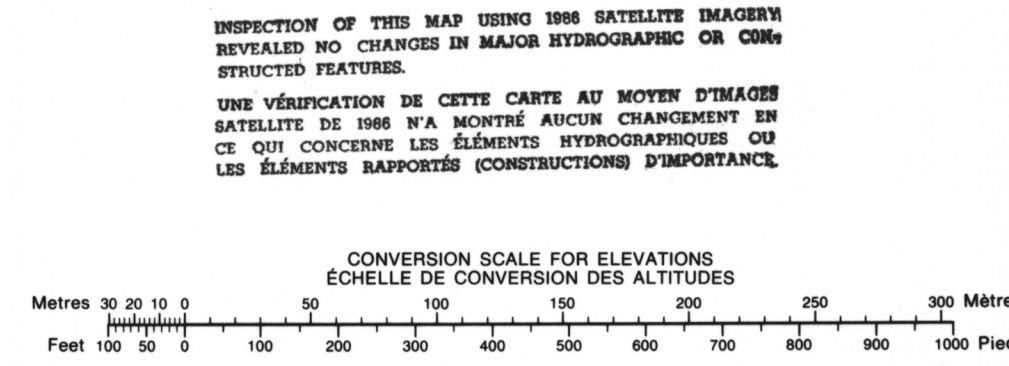 INSPECTION OF THIS MAP USING 1986 SATELLITE IMAGERY
REVEALED NO CHANGES IN MAJOR HYDROGRAPHIC OR CON-
STRUCTED FEATURES.
UNE VÉRIFICATION DE CETTE CARTE AU MOYEN D'IMAGES
SATELLITE DE 1986 N'A MONTRÉ AUCUN CHANGEMENT EN
CE QUI CONCERNE LES ÉLÉMENTS HYDROGRAPHIQUES OU
LES ÉLÉMENTS RAPPORTÉS (CONSTRUCTIONS) D'IMPORTANCE.
CONVERSION SCALE FOR ELEVATIONS
ÉCHELLE DE CONVERSION DES ALTITUDES
Metres 30 20 10 0 50 100 150 200 250 300 Mètre
Feet 100 50 0 100 200 300 400 500 600 700 800 900 1000 Pied